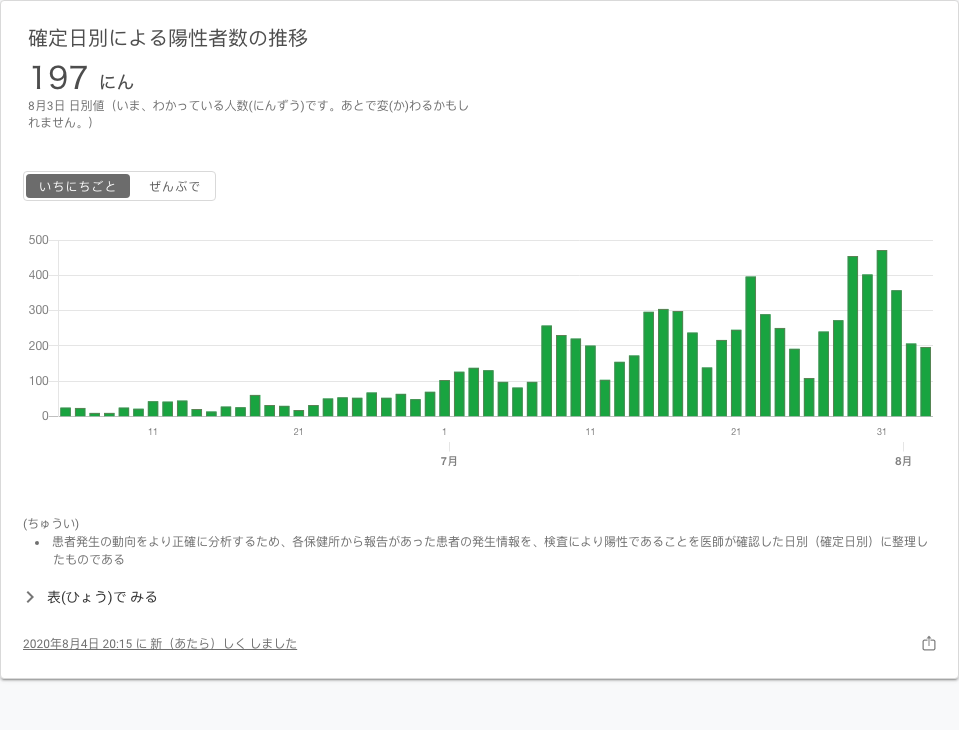 確定日別による陽性者数の推移
197 にん
8月3日 日別値（いま、わかっている人数(にんずう)です。あとで変(か)わるかもし
れません。）
いちにちごと ぜんぶで
500
400
300
200
100
0
11 21 1 11 21 31
7月 8月
(ちゅうい)
• 患者発生の動向をより正確に分析するため、各保健所から報告があった患者の発生情報を、検査により陽性であることを医師が確認した日別（確定日別）に整理し
たものである
表(ひょう)で みる
2020年8月4日 20:15 に 新（あたら）しく しました